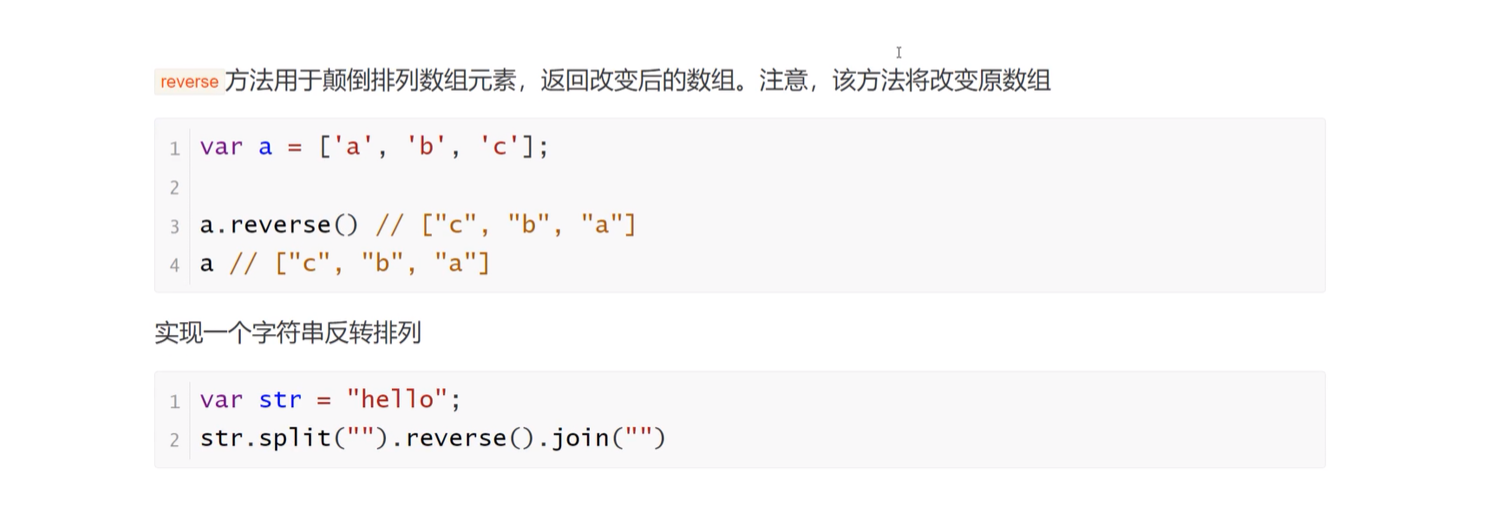 reverse 方法用于颠倒排列数组元素，返回改变后的数组。注意，该方法将改变原数组
1 var a = ['a', 'b', 'c'];
2
3 a.reverse() // ["c", "b", "a"]
4 a // ["c", "b", "a"]
实现一个字符串反转排列
1 var str = "hello";
2 str.split("").reverse().join("")